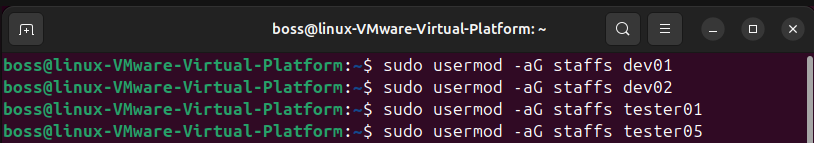 boss@linux-VMware-Virtual-Platform: ~
boss@linux-VMware-Virtual-Platform:~$ sudo usermod -aG staffs dev01
boss@linux-VMware-Virtual-Platform:~$ sudo usermod -aG staffs dev02
boss@linux-VMware-Virtual-Platform:~$ sudo usermod -aG staffs tester01
boss@linux-VMware-Virtual-Platform:~$ sudo usermod -aG staffs tester05